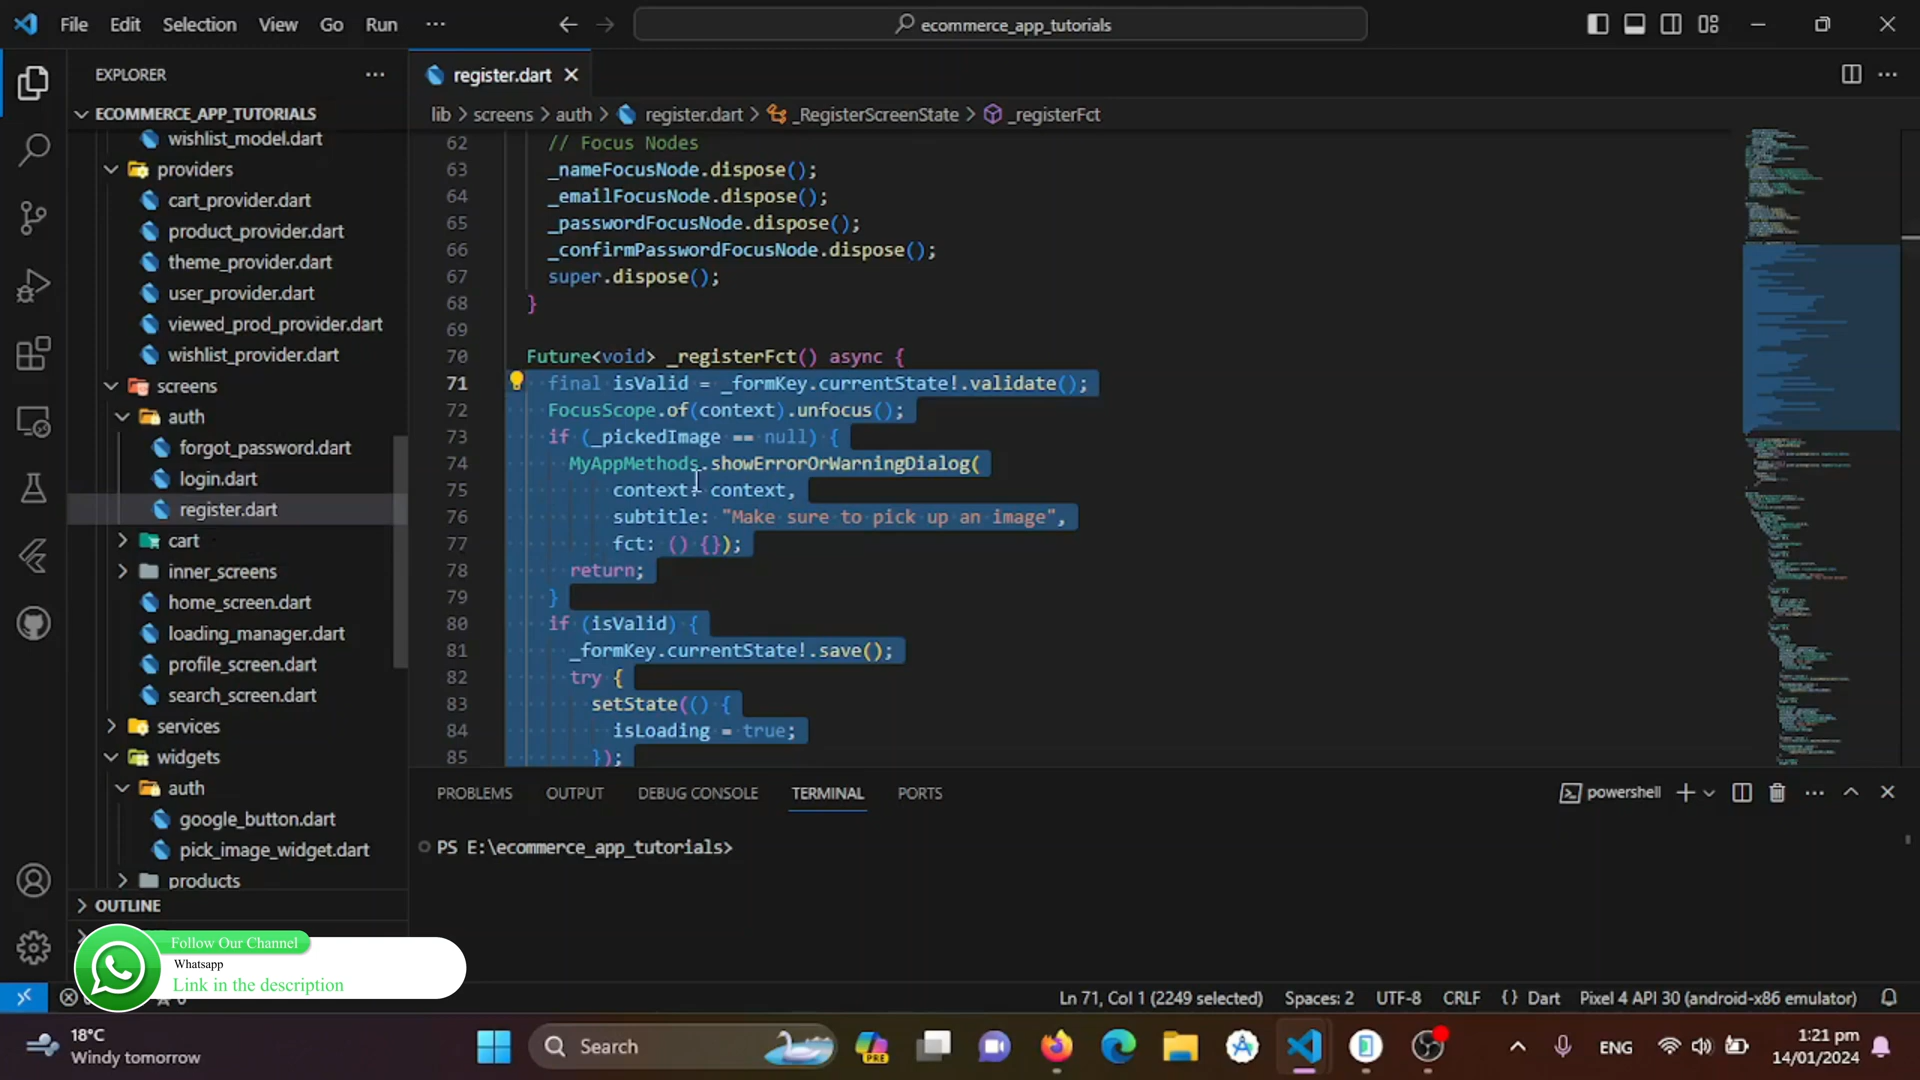 File Edit Selection View Go Run ...
ecommerce_app_tutorials
EXPLORER
register.dart
ECOMMERCE_APP_TUTORIALS
wishlist_model.dart
providers
cart_provider.dart
product_provider.dart
theme_provider.dart
user_provider.dart
viewed_prod_provider.dart
wishlist_provider.dart
screens
auth
forgot_password.dart
login.dart
register.dart
cart
inner_screens
home_screen.dart
loading_manager.dart
profile_screen.dart
search_screen.dart
services
widgets
auth
google_button.dart
pick_image_widget.dart
products
OUTLINE
lib > screens > auth > register.dart > _RegisterScreenState > _registerFct
62 // Focus Nodes
63 _nameFocusNode.dispose();
64 _emailFocusNode.dispose();
65 _passwordFocusNode.dispose();
66 _confirmPasswordFocusNode.dispose();
67 super.dispose();
68 }
69
70 Future<void> _registerFct() async {
71 final isValid = _formKey.currentState!.validate();
72 FocusScope.of(context).unfocus();
73 if (_pickedImage == null) {
74 MyAppMethods.showErrorOrWarningDialog(
75 context: context,
76 subtitle: "Make sure to pick up an image",
77 fct: () {});
78 return;
79 }
80 if (isValid) {
81 _formKey.currentState!.save();
82 try {
83 setState(() {
84 isLoading = true;
85 });
PROBLEMS OUTPUT DEBUG CONSOLE TERMINAL PORTS
powershell
PS E:\ecommerce_app_tutorials>
Follow Our Channel
Whatsapp
Link in the description
Ln 71, Col 1 (2249 selected) Spaces: 2 UTF-8 CRLF {} Dart Pixel 4 API 30 (android-x86 emulator)
18°C
Windy tomorrow
Search
PRE
ENG
1:21 pm
14/01/2024